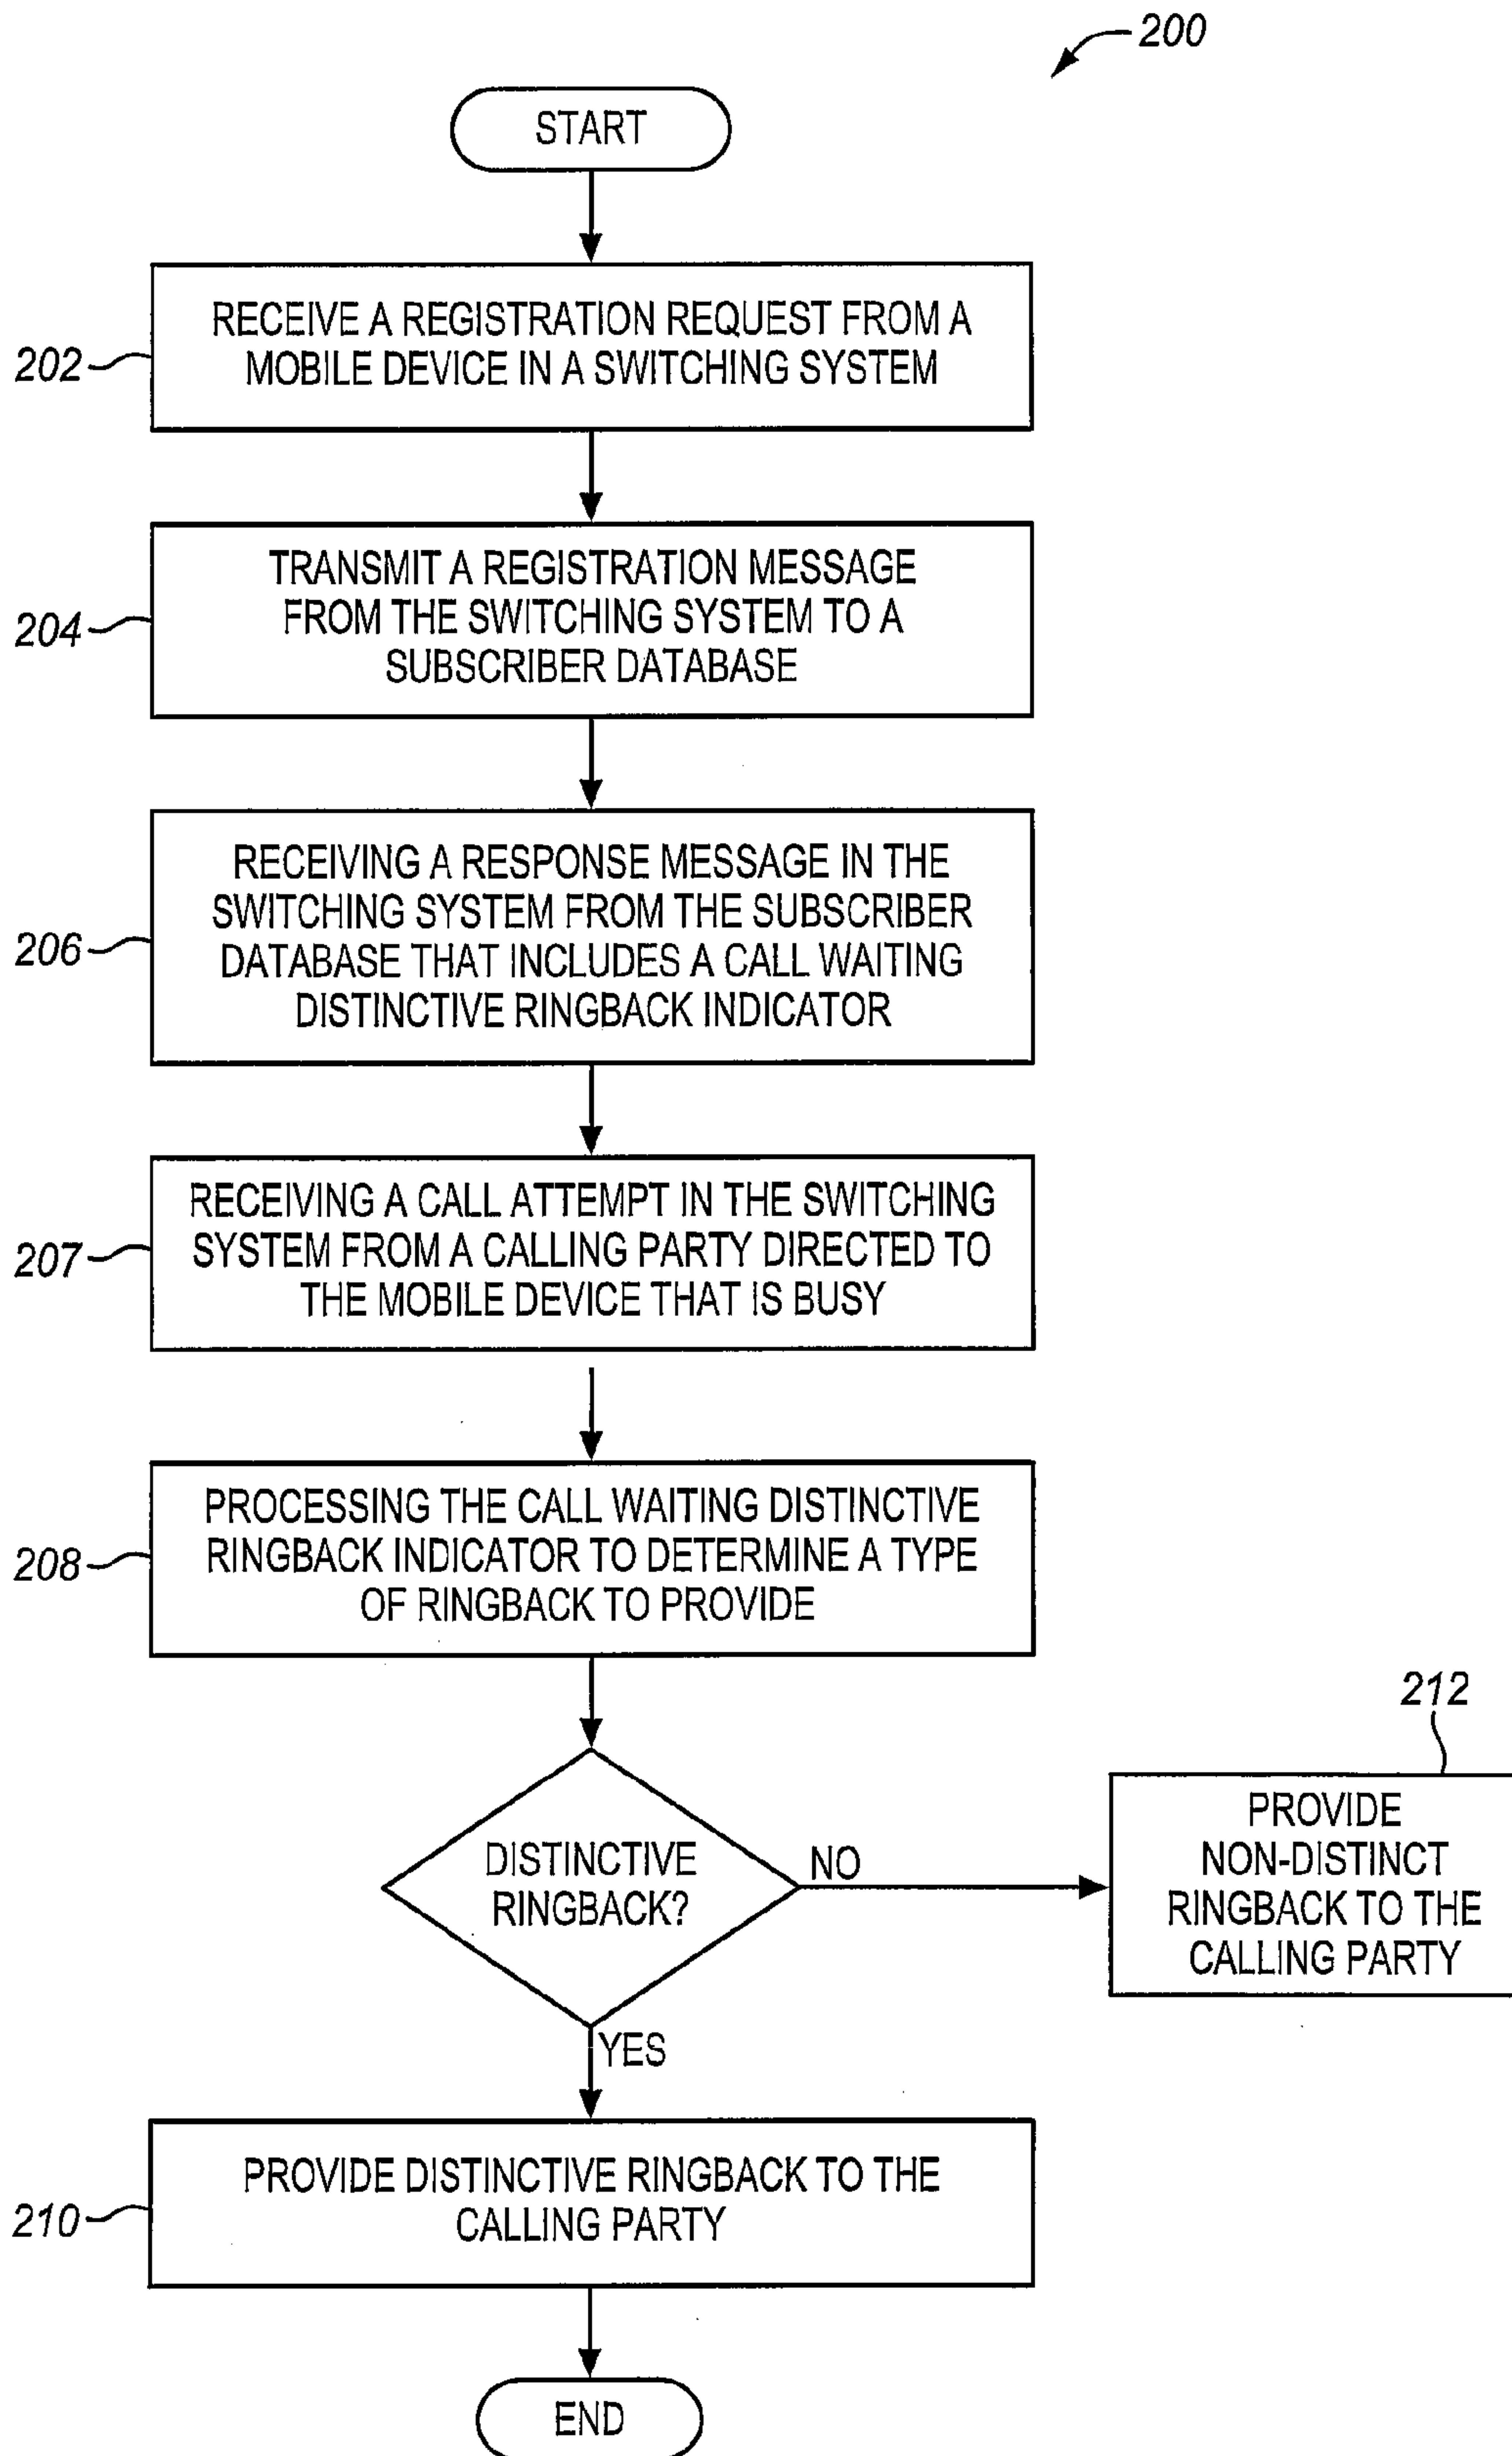 200
START
202
RECEIVE A REGISTRATION REQUEST FROM A
MOBILE DEVICE IN A SWITCHING SYSTEM
204
TRANSMIT A REGISTRATION MESSAGE
FROM THE SWITCHING SYSTEM TO A
SUBSCRIBER DATABASE
206
RECEIVING A RESPONSE MESSAGE IN THE
SWITCHING SYSTEM FROM THE SUBSCRIBER
DATABASE THAT INCLUDES A CALL WAITING
DISTINCTIVE RINGBACK INDICATOR
207
RECEIVING A CALL ATTEMPT IN THE SWITCHING
SYSTEM FROM A CALLING PARTY DIRECTED TO
THE MOBILE DEVICE THAT IS BUSY
208
PROCESSING THE CALL WAITING DISTINCTIVE
RINGBACK INDICATOR TO DETERMINE A TYPE
OF RINGBACK TO PROVIDE
DISTINCTIVE
RINGBACK?
NO
212
PROVIDE
NON-DISTINCT
RINGBACK TO THE
CALLING PARTY
YES
210
PROVIDE DISTINCTIVE RINGBACK TO THE
CALLING PARTY
END